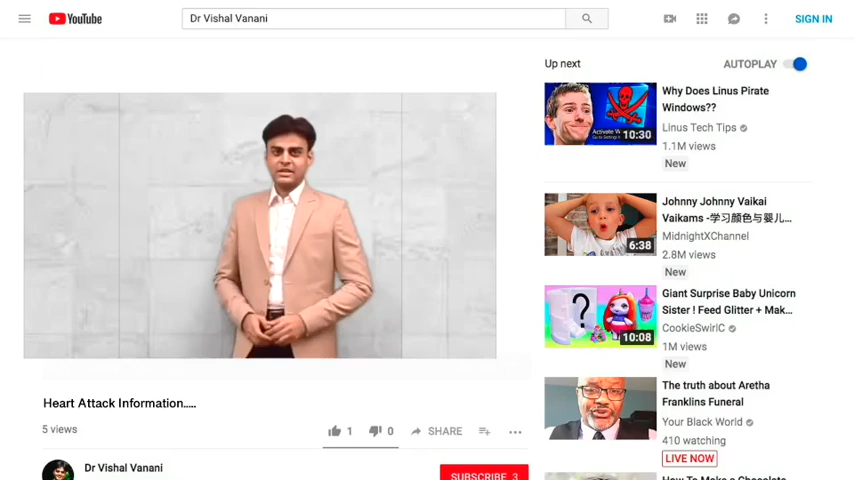 YouTube
Dr Vishal Vanani
SIGN IN
Up next
AUTOPLAY
Why Does Linus Pirate
Windows??
Linus Tech Tips
1.1M views
New
10:30
Johnny Johnny Vaikai
Vaikams -学习颜色与婴儿...
MidnightXChannel
2.8M views
New
6:38
Giant Surprise Baby Unicorn
Sister ! Feed Glitter + Mak...
CookieSwirlC
1M views
New
?
10:08
The truth about Aretha
Franklins Funeral
Your Black World
410 watching
LIVE NOW
Heart Attack Information.....
5 views
1
0
SHARE
Dr Vishal Vanani
SUBSCRIBE 3